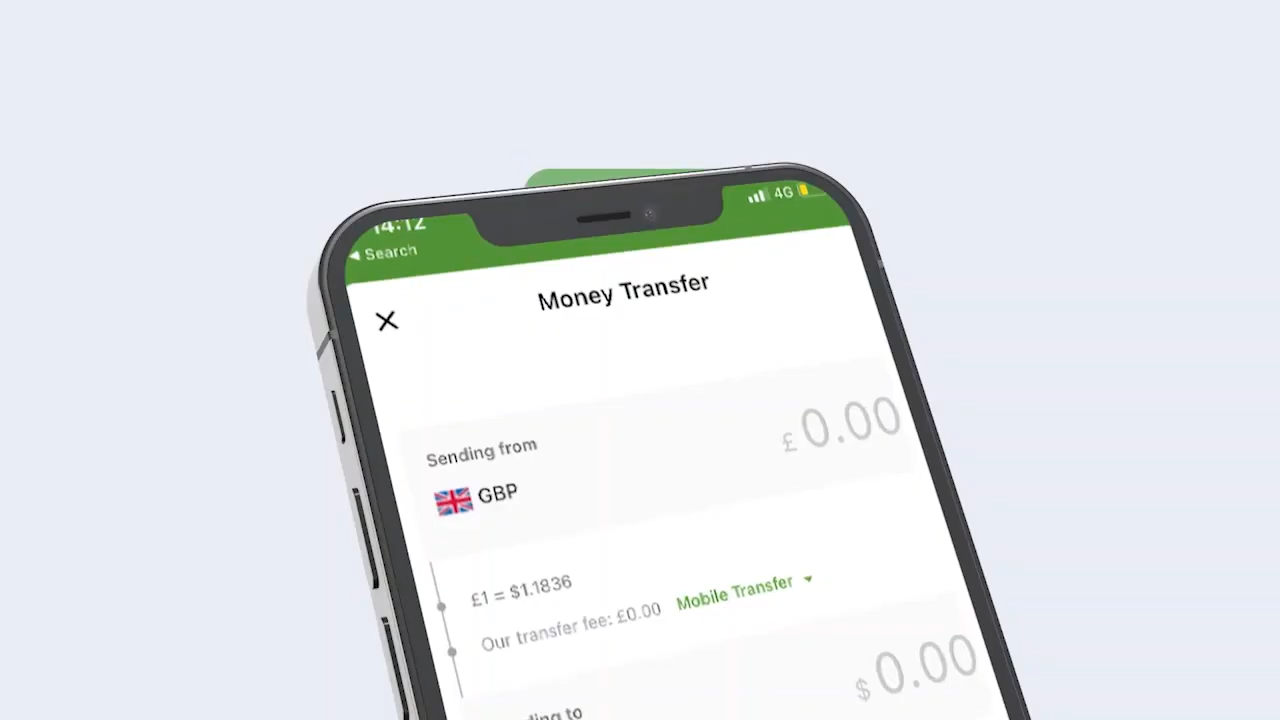 14:12
4G
Search
Money Transfer
Sending from
£ 0.00
GBP
£1 = $1.1836
Our transfer fee: £0.00 Mobile Transfer
$ 0.00
to